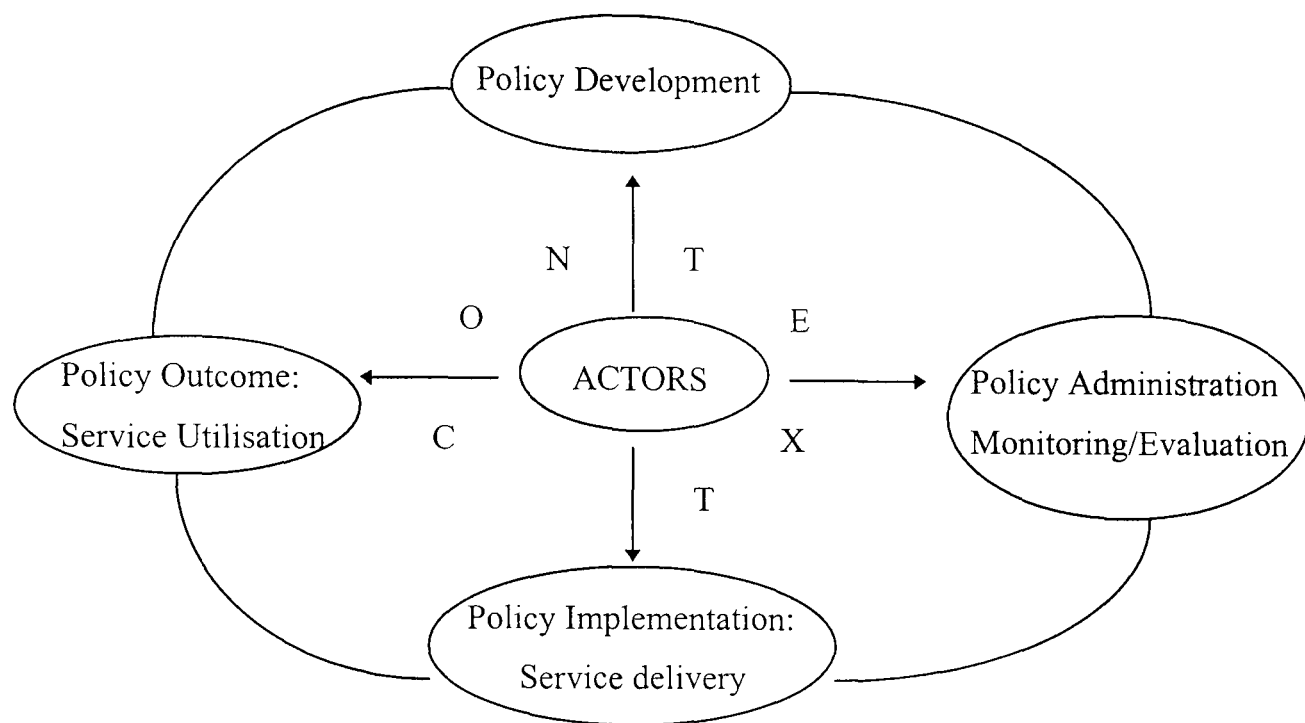 Policy Development
N T
O E
ACTORS
Policy Outcome:
Service Utilisation
Policy Administration
Monitoring/Evaluation
C X
T
Policy Implementation:
Service delivery